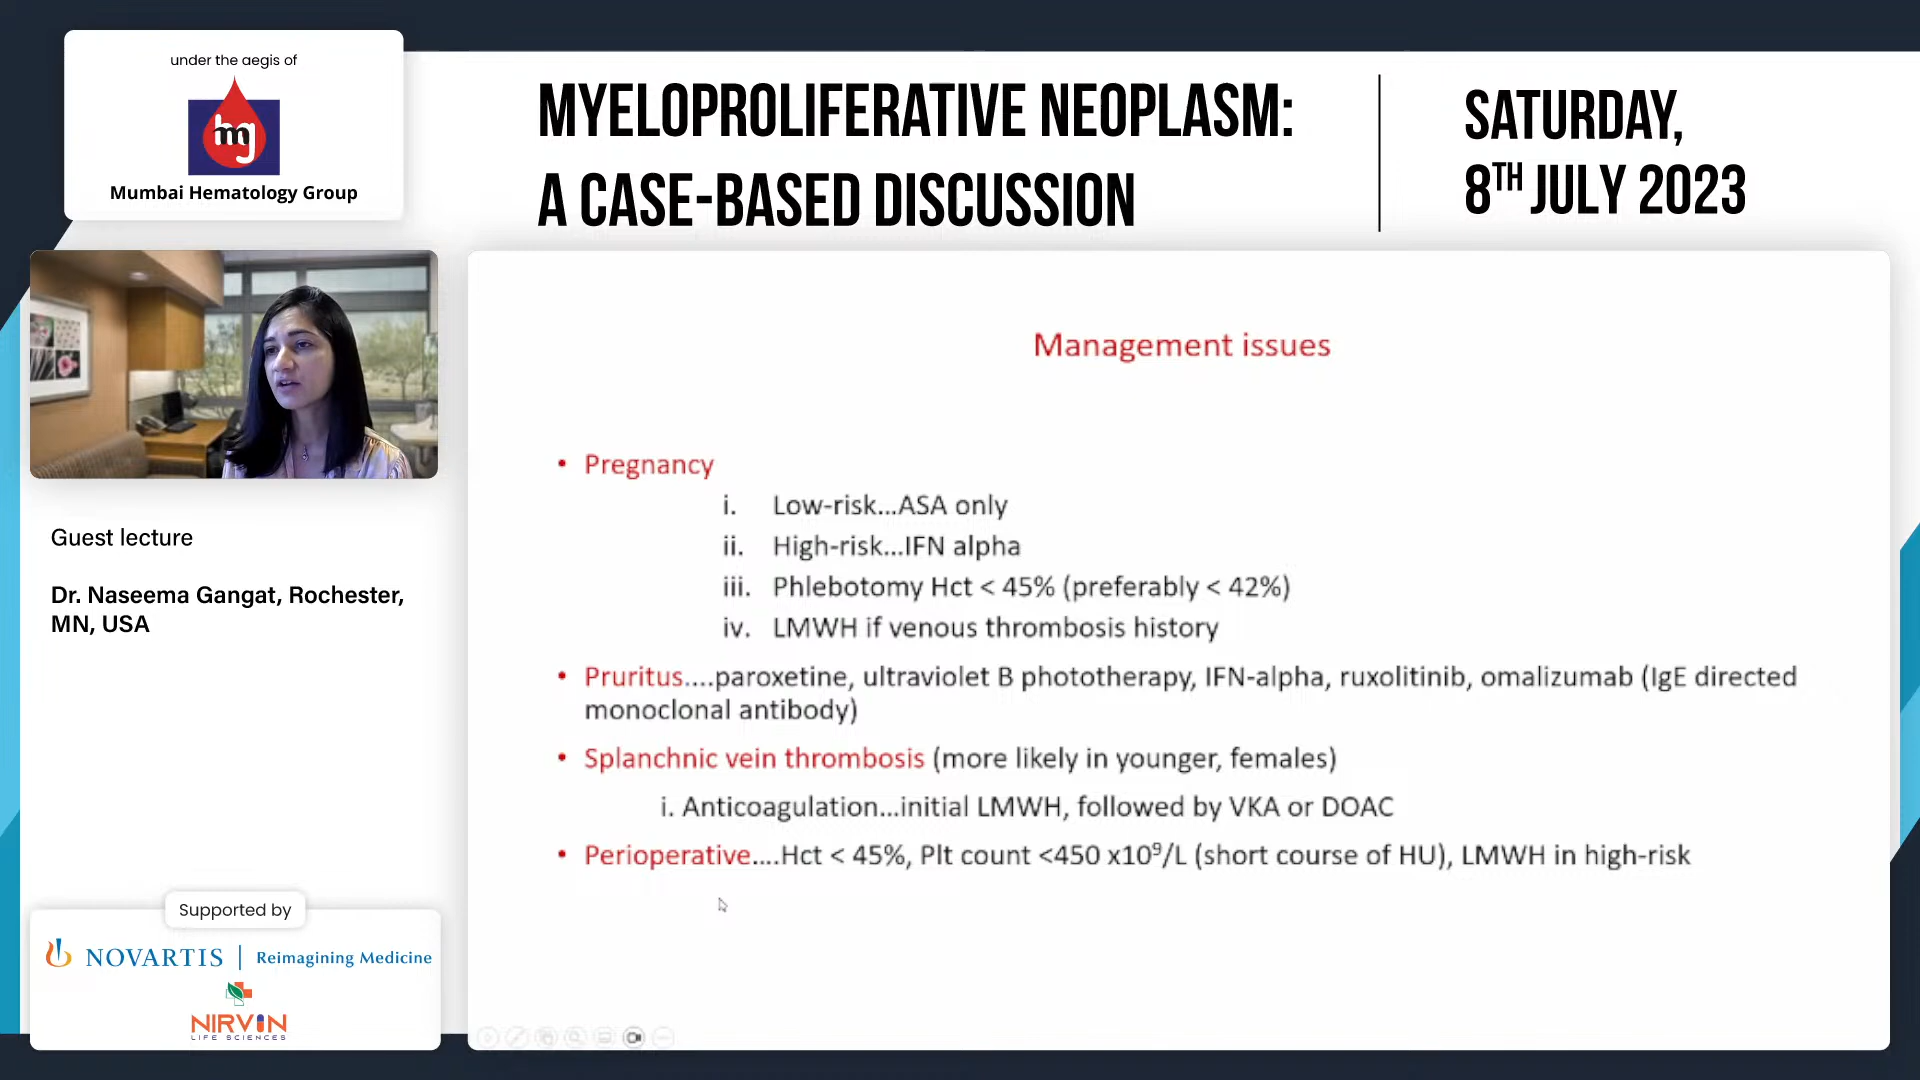 under the aegis of
mg
Mumbai Hematology Group
MYELOPROLIFERATIVE NEOPLASM:
A CASE-BASED DISCUSSION
SATURDAY,
8TH JULY 2023
Guest lecture
Dr. Naseema Gangat, Rochester,
MN, USA
Supported by
NOVARTIS | Reimagining Medicine
NIRVIN
LIFE SCIENCES
Management issues
• Pregnancy
i. Low-risk...ASA only
ii. High-risk...IFN alpha
iii. Phlebotomy Hct < 45% (preferably < 42%)
iv. LMWH if venous thrombosis history
• Pruritus....paroxetine, ultraviolet B phototherapy, IFN-alpha, ruxolitinib, omalizumab (IgE directed
monoclonal antibody)
• Splanchnic vein thrombosis (more likely in younger, females)
i. Anticoagulation...initial LMWH, followed by VKA or DOAC
• Perioperative....Hct < 45%, Plt count <450 x10⁹/L (short course of HU), LMWH in high-risk